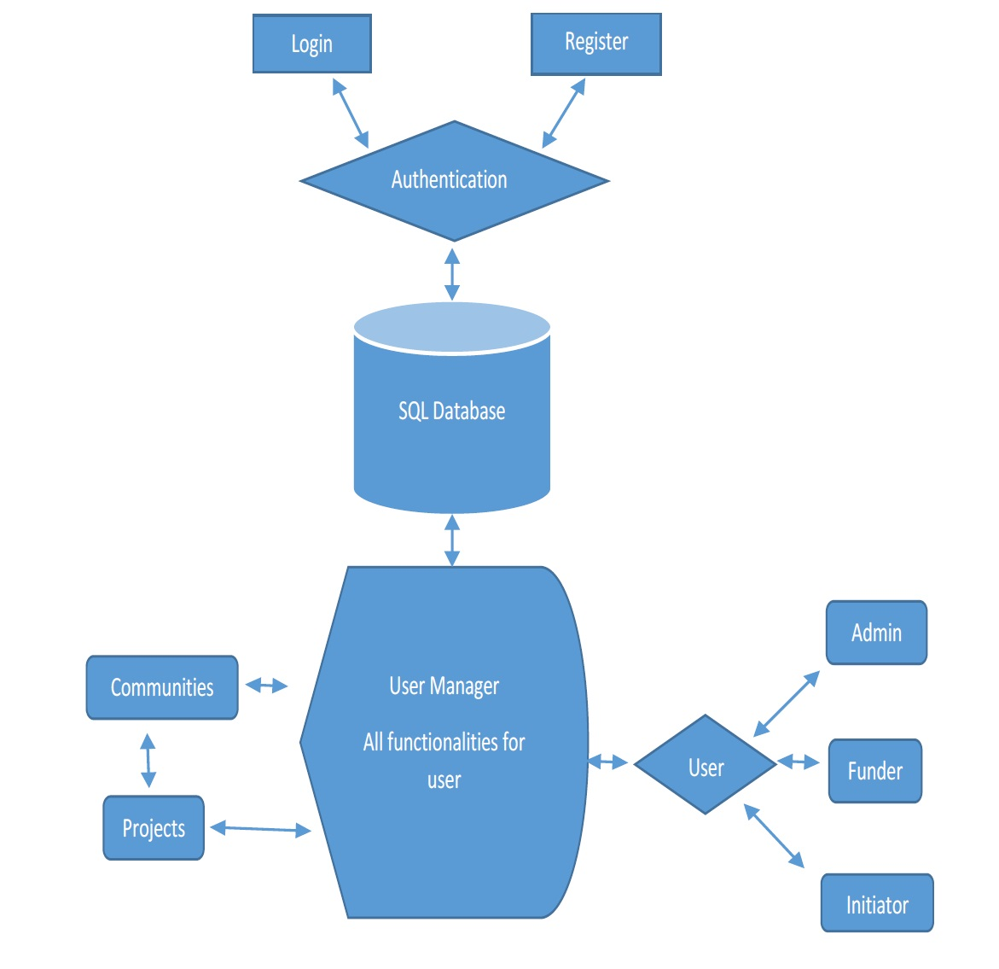 Login
Register
Authentication
SQL Database
User Manager
All functionalities for
user
Communities
Projects
User
Admin
Funder
Initiator